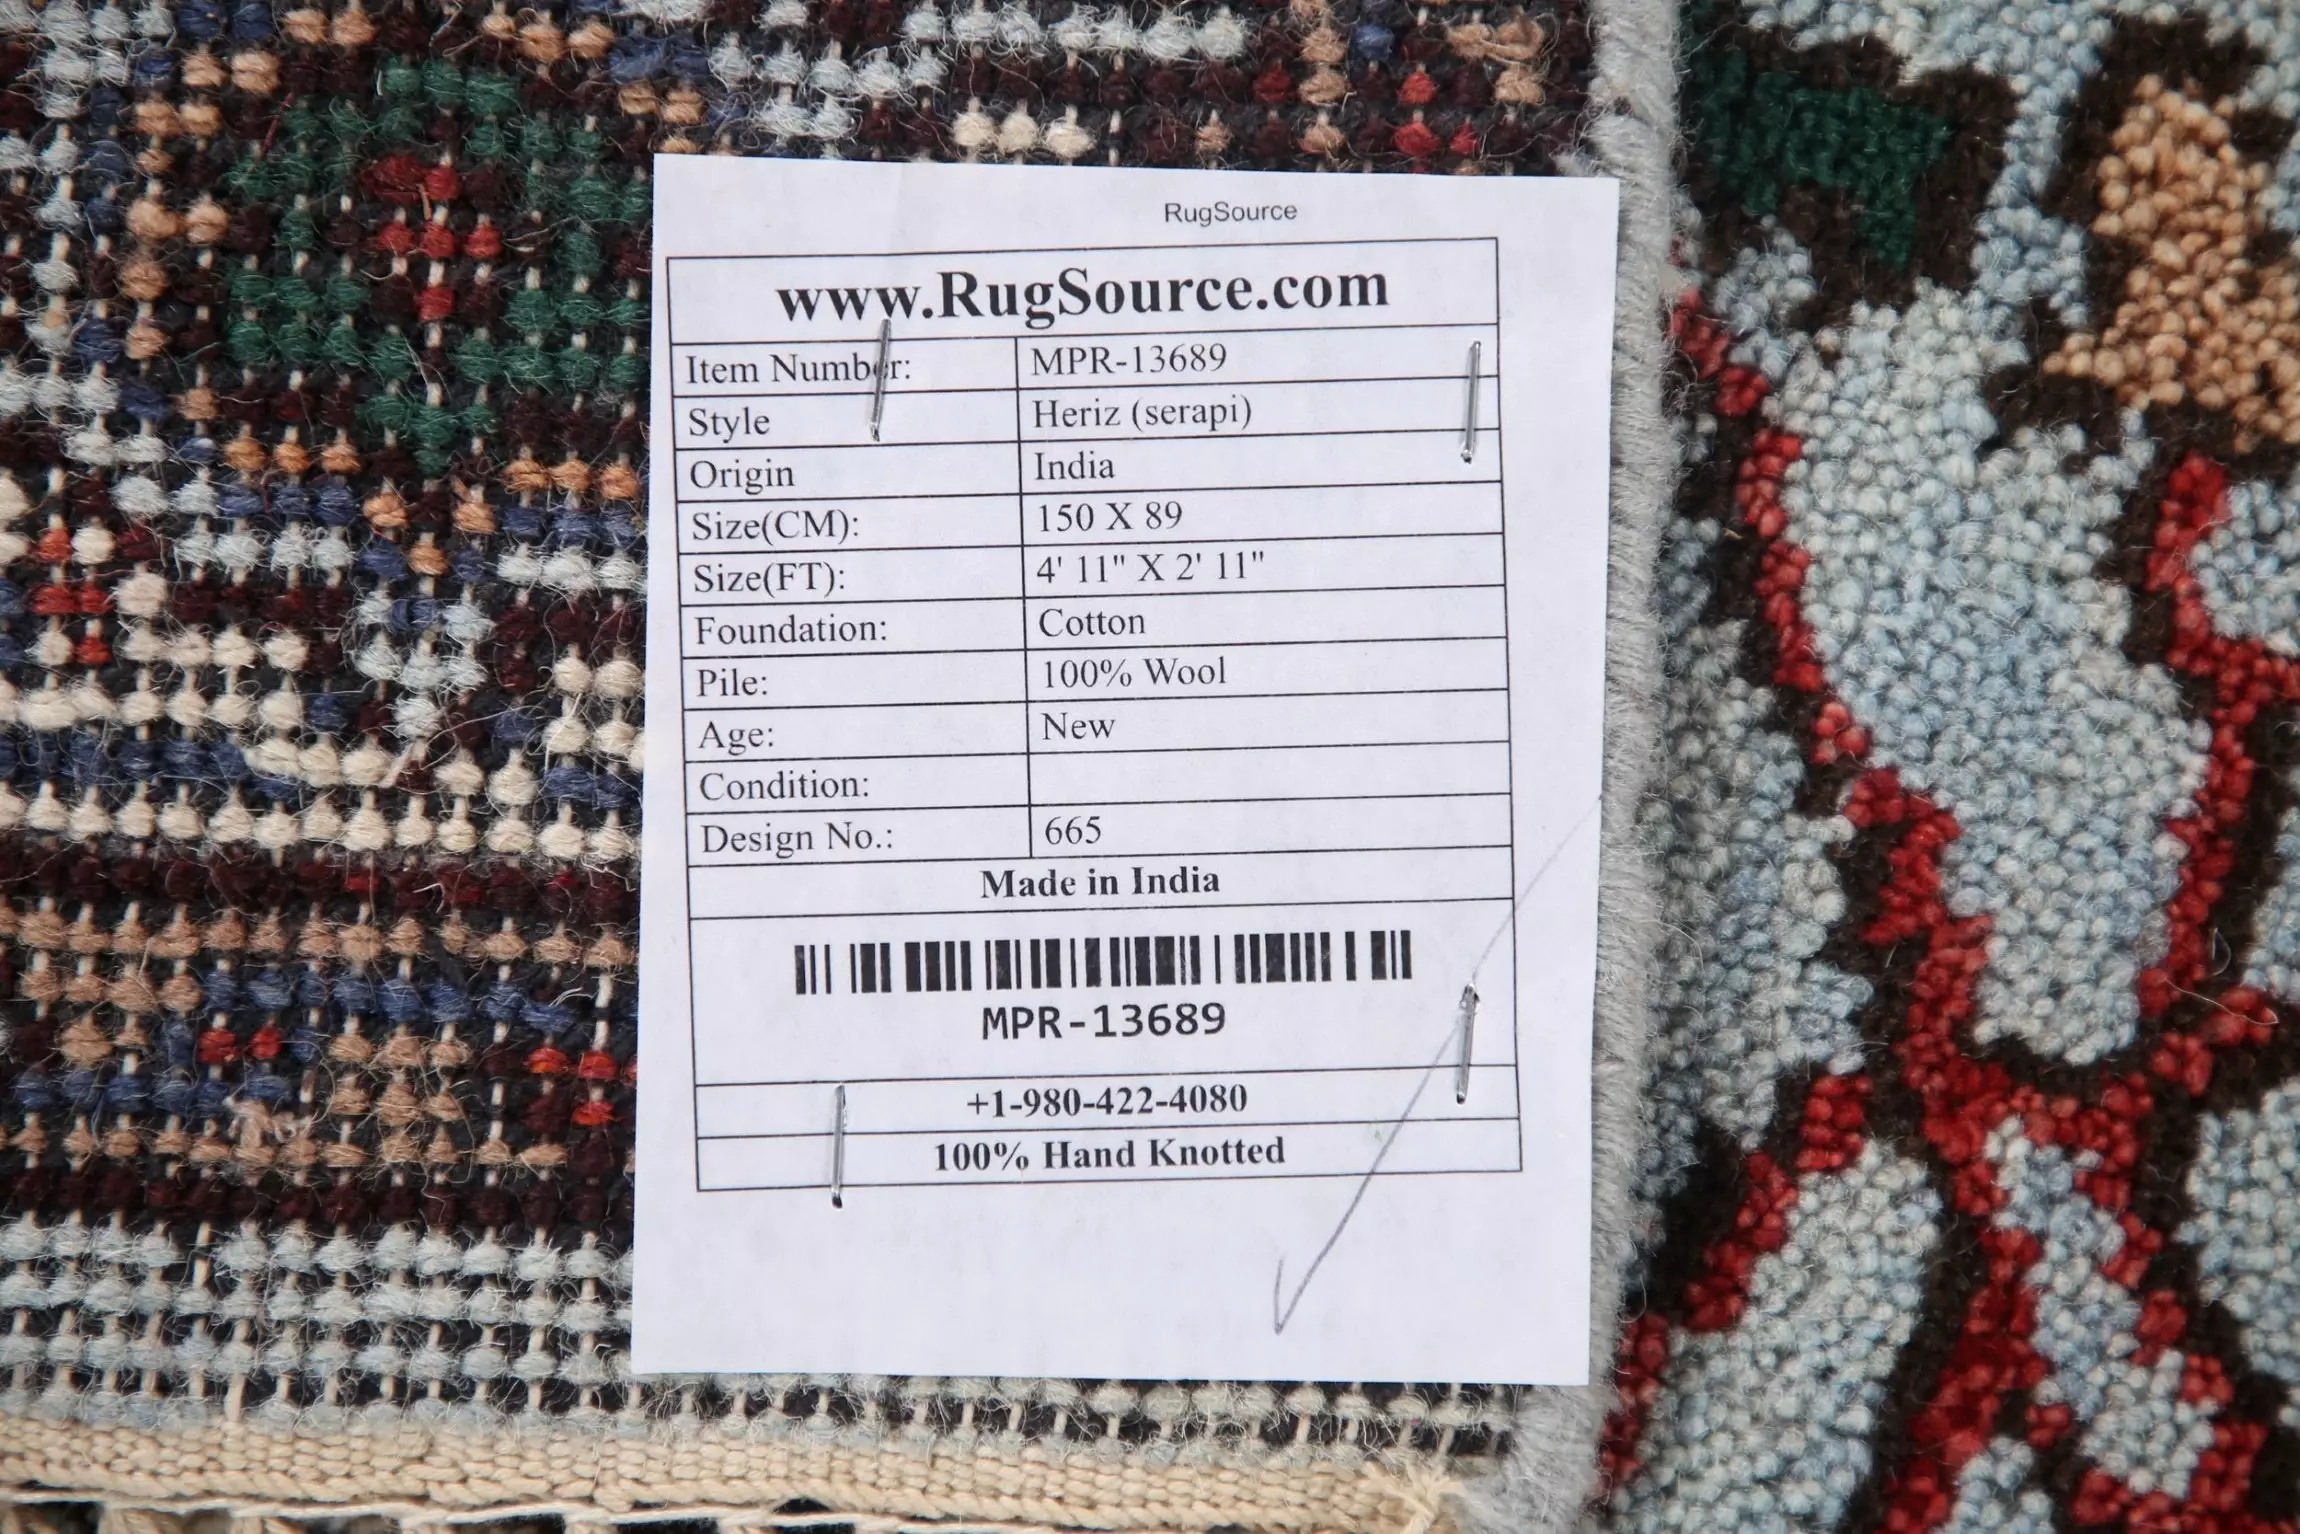 RugSource
www.RugSource.com
Item Number: MPR-13689
Style Heriz (serapi)
Origin India
Size(CM): 150 X 89
Size(FT): 4' 11" X 2' 11"
Foundation: Cotton
Pile: 100% Wool
Age: New
Condition:
Design No.: 665
Made in India
MPR-13689
+1-980-422-4080
100% Hand Knotted